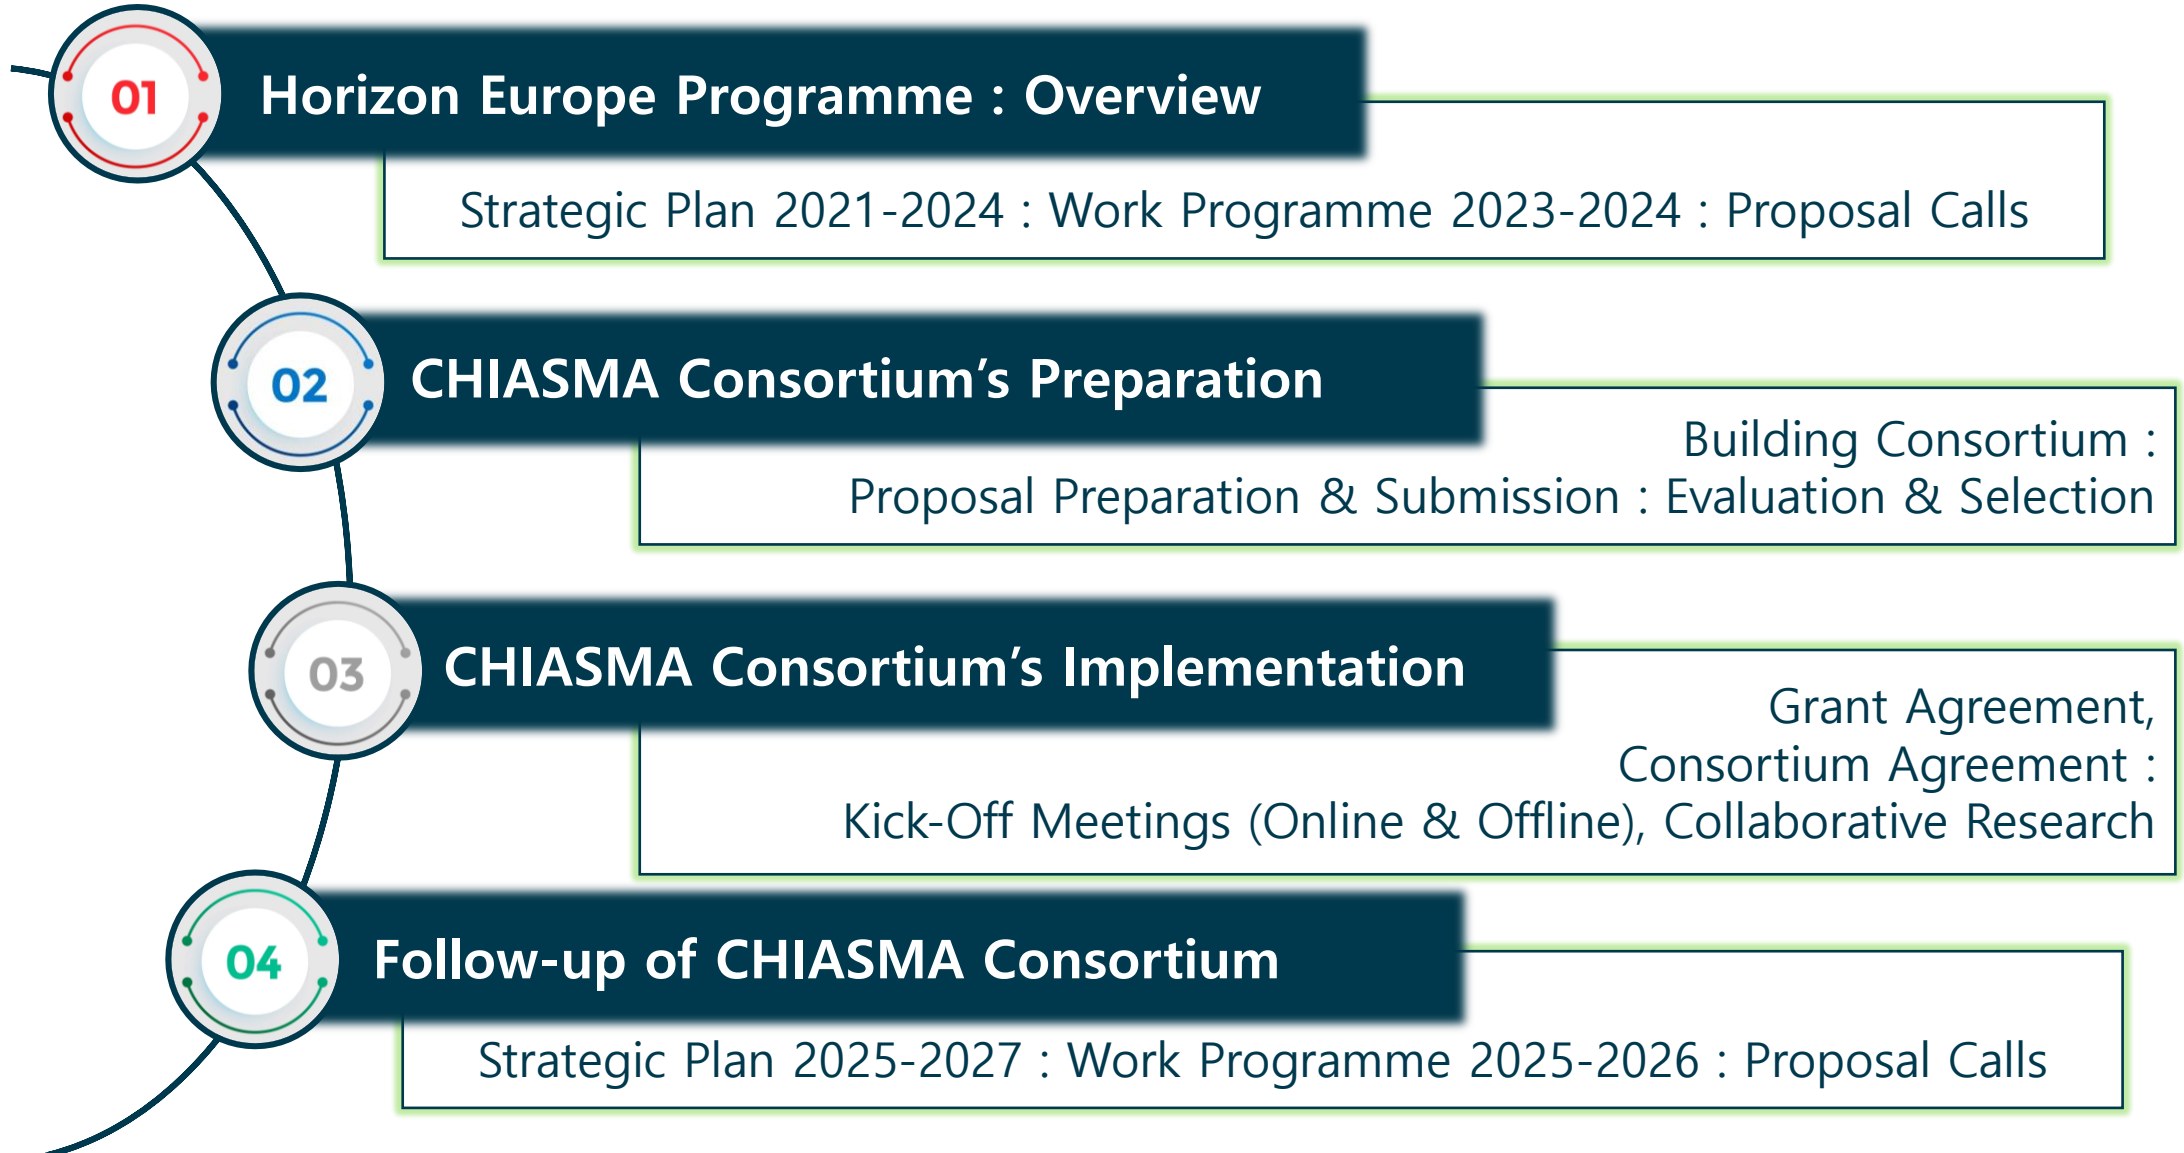 01
Horizon Europe Programme : Overview
Strategic Plan 2021-2024 : Work Programme 2023-2024 : Proposal Calls
02
CHIASMA Consortium’s Preparation
Building Consortium :
Proposal Preparation & Submission : Evaluation & Selection
03
CHIASMA Consortium’s Implementation
Grant Agreement,
Consortium Agreement :
Kick-Off Meetings (Online & Offline), Collaborative Research
04
Follow-up of CHIASMA Consortium
Strategic Plan 2025-2027 : Work Programme 2025-2026 : Proposal Calls